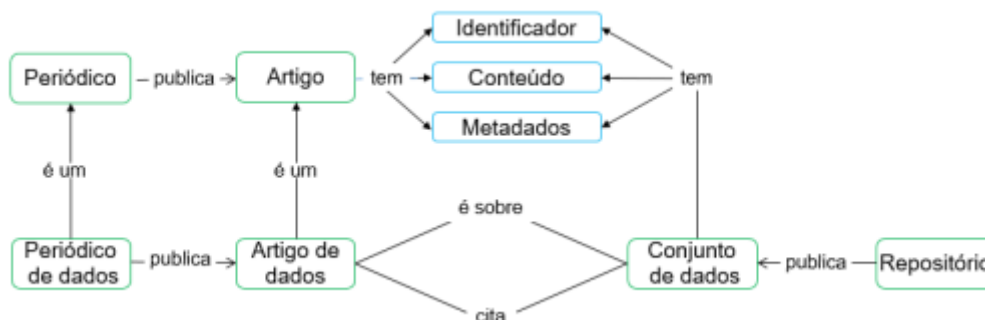 Identificador
Periódico
publica
Artigo
tem
Conteúdo
tem
Metadados
é um
é um
é sobre
Periódico
de dados
publica
Artigo de
dados
Conjunto
de dados
publica
Repositório
cita